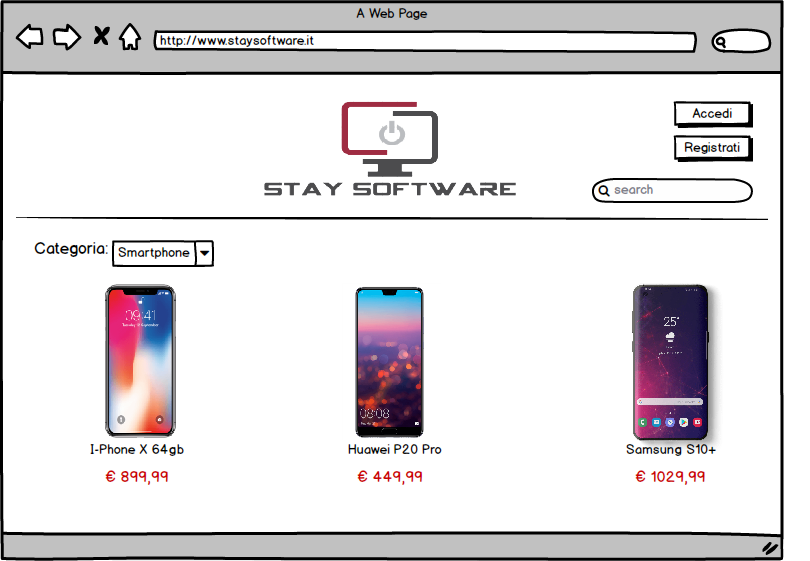 A Web Page
http://www.staysoftware.it
Accedi
STAY SOFTWARE
Registrati
search
Categoria: Smartphone
09:41
25°
08:08
I-Phone X 64gb
Huawei P20 Pro
Samsung S10+
€ 899,99
€ 449,99
€ 1029,99